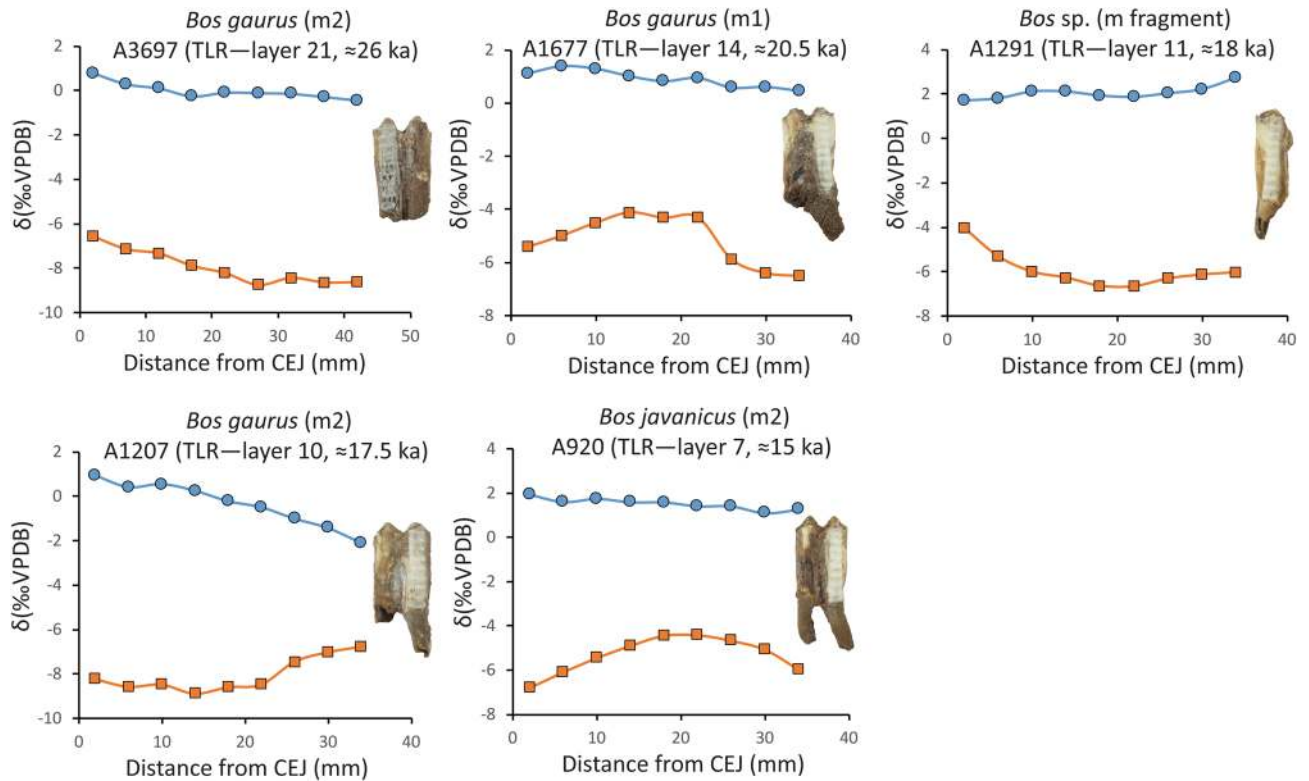 Bos gaurus (m2)
A3697 (TLR—layer 21, ≈26 ka)
2
0
-2
-4
-6
-8
-10
δ(‰VPDB)
0 10 20 30 40 50
Distance from CEJ (mm)
Bos gaurus (m1)
A1677 (TLR—layer 14, ≈20.5 ka)
2
0
-2
-4
-6
-8
δ(‰VPDB)
0 10 20 30 40
Distance from CEJ (mm)
Bos sp. (m fragment)
A1291 (TLR—layer 11, ≈18 ka)
4
2
0
-2
-4
-6
-8
δ(‰VPDB)
0 10 20 30 40
Distance from CEJ (mm)
Bos gaurus (m2)
A1207 (TLR—layer 10, ≈17.5 ka)
2
0
-2
-4
-6
-8
-10
δ(‰VPDB)
0 10 20 30 40
Distance from CEJ (mm)
Bos javanicus (m2)
A920 (TLR—layer 7, ≈15 ka)
4
2
0
-2
-4
-6
-8
δ(‰VPDB)
0 10 20 30 40
Distance from CEJ (mm)